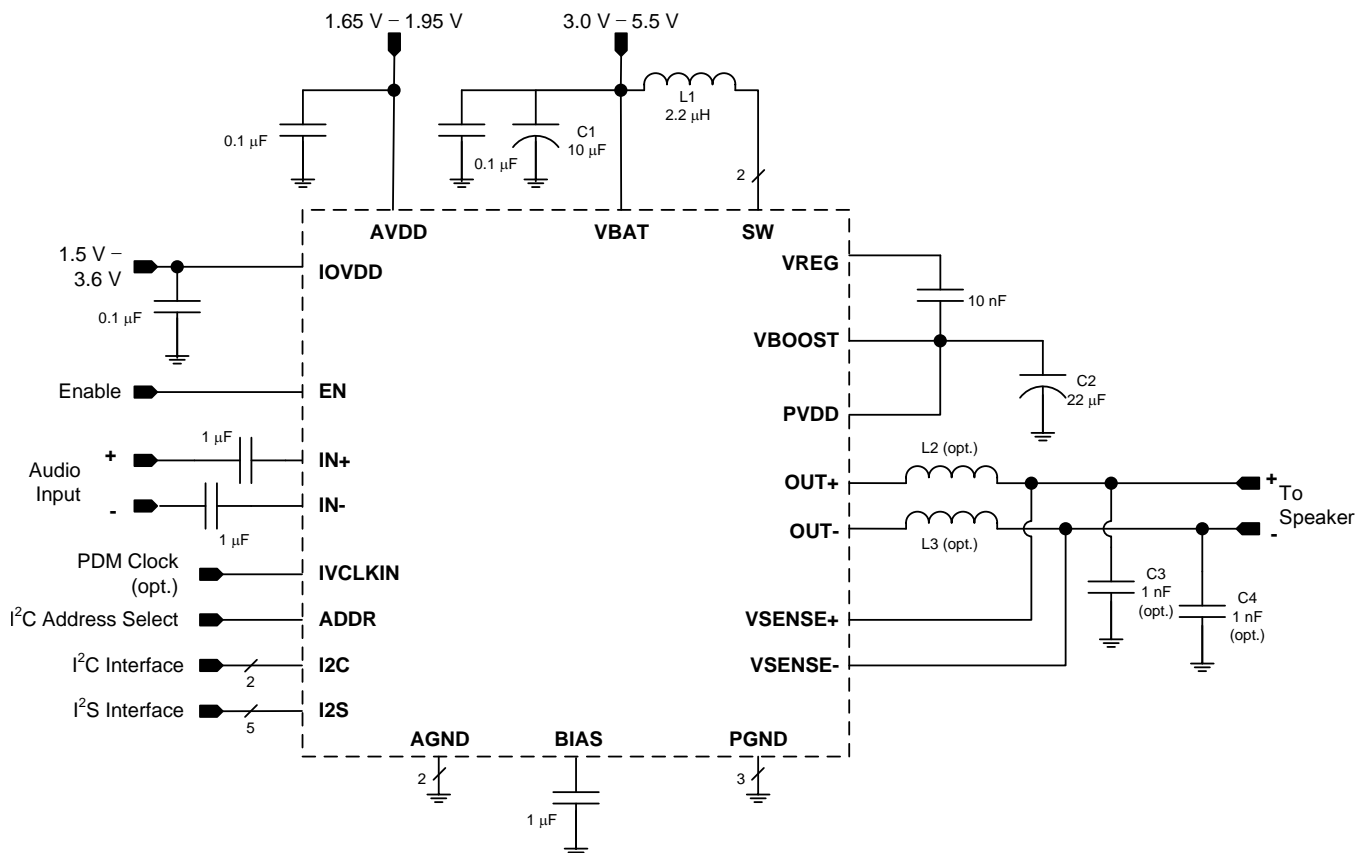 1.65 V – 1.95 V
3.0 V – 5.5 V
L1
2.2 µH
0.1 µF
0.1 µF
C1
10 µF
2
AVDD
VBAT
SW
1.5 V –
3.6 V
IOVDD
0.1 µF
VREG
10 nF
VBOOST
C2
22 µF
PVDD
Enable
EN
Audio
Input
+
-
1 µF
1 µF
IN+
IN-
L2 (opt.)
OUT+
L3 (opt.)
OUT-
+
-
To
Speaker
PDM Clock
(opt.)
IVCLKIN
C3
1 nF
(opt.)
C4
1 nF
(opt.)
I²C Address Select
ADDR
VSENSE+
I²C Interface
2
I2C
VSENSE-
I²S Interface
5
I2S
AGND
BIAS
PGND
2
3
1 µF